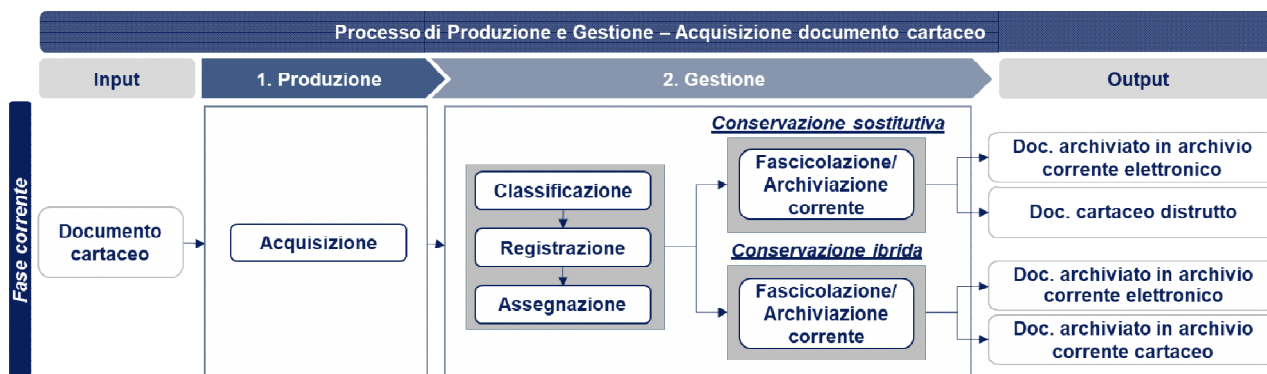 Processo di Produzione e Gestione – Acquisizione documento cartaceo
Input
1. Produzione
2. Gestione
Output
Fase corrente
Documento
cartaceo
Acquisizione
Classificazione
Registrazione
Assegnazione
Conservazione sostitutiva
Fascicolazione/
Archiviazione
corrente
Conservazione ibrida
Fascicolazione/
Archiviazione
corrente
Doc. archiviato in archivio
corrente elettronico
Doc. cartaceo distrutto
Doc. archiviato in archivio
corrente elettronico
Doc. archiviato in archivio
corrente cartaceo